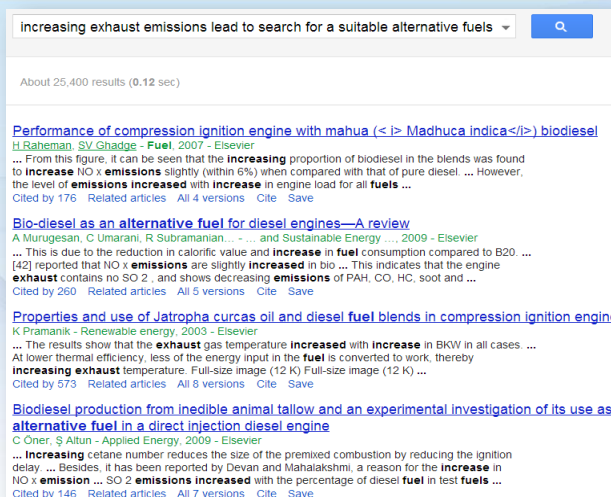 increasing exhaust emissions lead to search for a suitable alternative fuels
About 25,400 results (0.12 sec)
Performance of compression ignition engine with mahua (< i> Madhuca indica</i>) biodiesel
H Raheman, SV Ghadge - Fuel, 2007 - Elsevier
... From this figure, it can be seen that the increasing proportion of biodiesel in the blends was found
to increase NO x emissions slightly (within 6%) when compared with that of pure diesel. ... However,
the level of emissions increased with increase in engine load for all fuels ...
Cited by 176 Related articles All 4 versions Cite Save
Bio-diesel as an alternative fuel for diesel engines—A review
A Murugesan, C Umarani, R Subramanian... - ... and Sustainable Energy ..., 2009 - Elsevier
... This is due to the reduction in calorific value and increase in fuel consumption compared to B20. ...
[42] reported that NO x emissions are slightly increased in bio ... This indicates that the engine
exhaust contains no SO 2 , and shows decreasing emissions of PAH, CO, HC, soot and ...
Cited by 260 Related articles All 5 versions Cite Save
Properties and use of Jatropha curcas oil and diesel fuel blends in compression ignition engine
K Pramanik - Renewable energy, 2003 - Elsevier
... The results show that the exhaust gas temperature increased with increase in BKW in all cases. ...
At lower thermal efficiency, less of the energy input in the fuel is converted to work, thereby
increasing exhaust temperature. Full-size image (12 K) Full-size image (12 K) ...
Cited by 573 Related articles All 8 versions Cite Save
Biodiesel production from inedible animal tallow and an experimental investigation of its use as
alternative fuel in a direct injection diesel engine
C Öner, Ş Altun - Applied Energy, 2009 - Elsevier
... Increasing cetane number reduces the size of the premixed combustion by reducing the ignition
delay. ... Besides, it has been reported by Devan and Mahalakshmi, a reason for the increase in
NO x emission ... SO 2 emissions increased with the percentage of diesel fuel in test fuels ...
Cited by 146 Related articles All 7 versions Cite Save